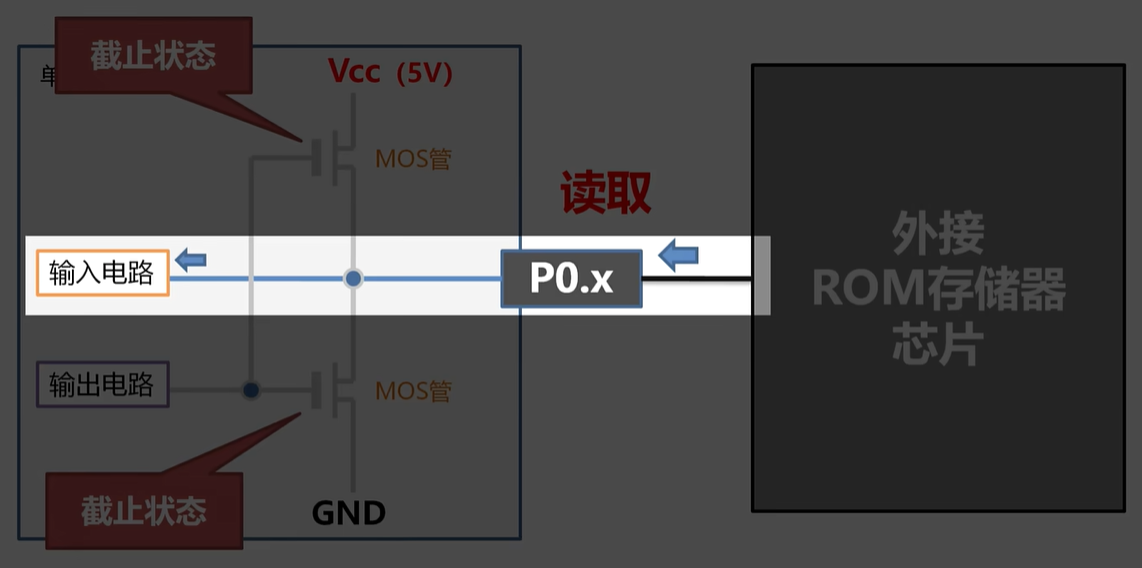 截止状态
单
Vcc（5V）
MOS管
读取
输入电路
P0.x
外接
ROM存储器
芯片
输出电路
MOS管
截止状态
GND